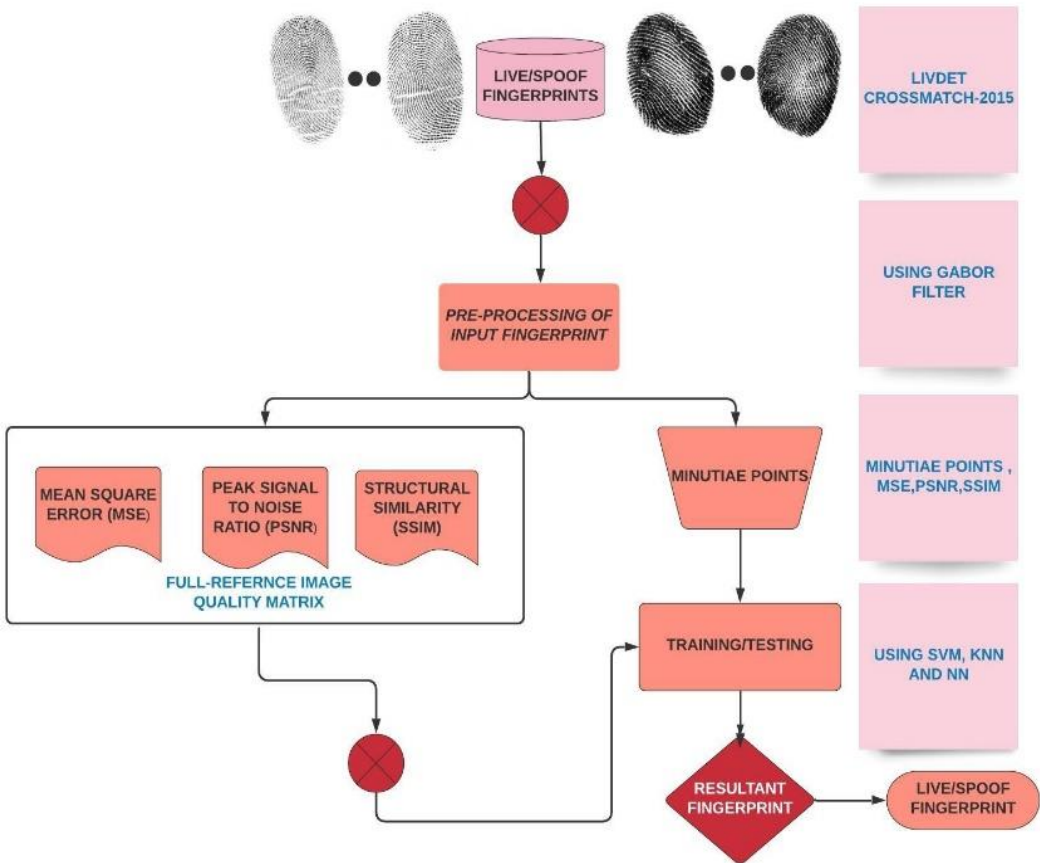 LIVE/SPOOF
FINGERPRINTS
LIVDET
CROSSMATCH-2015
USING GABOR
FILTER
PRE-PROCESSING OF
INPUT FINGERPRINT
MEAN SQUARE
ERROR (MSE)
PEAK SIGNAL
TO NOISE
RATIO (PSNR)
STRUCTURAL
SIMILARITY
(SSIM)
FULL-REFERNCE IMAGE
QUALITY MATRIX
MINUTIAE POINTS
MINUTIAE POINTS ,
MSE,PSNR,SSIM
TRAINING/TESTING
USING SVM, KNN
AND NN
RESULTANT
FINGERPRINT
LIVE/SPOOF
FINGERPRINT